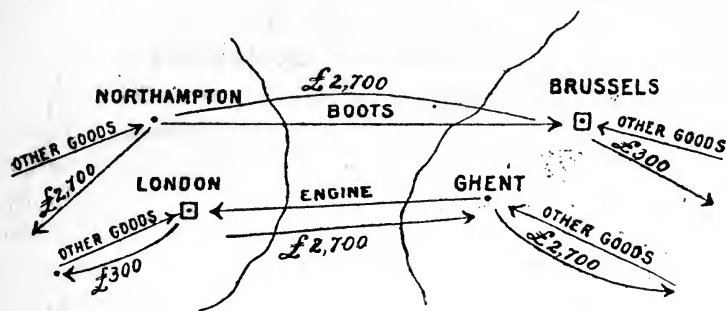 £2,700
NORTHAMPTON
BRUSSELS
BOOTS
OTHER GOODS
OTHER GOODS
£2,700
£300
LONDON
ENGINE
GHENT
OTHER GOODS
£2,700
OTHER GOODS
£300
£2,700